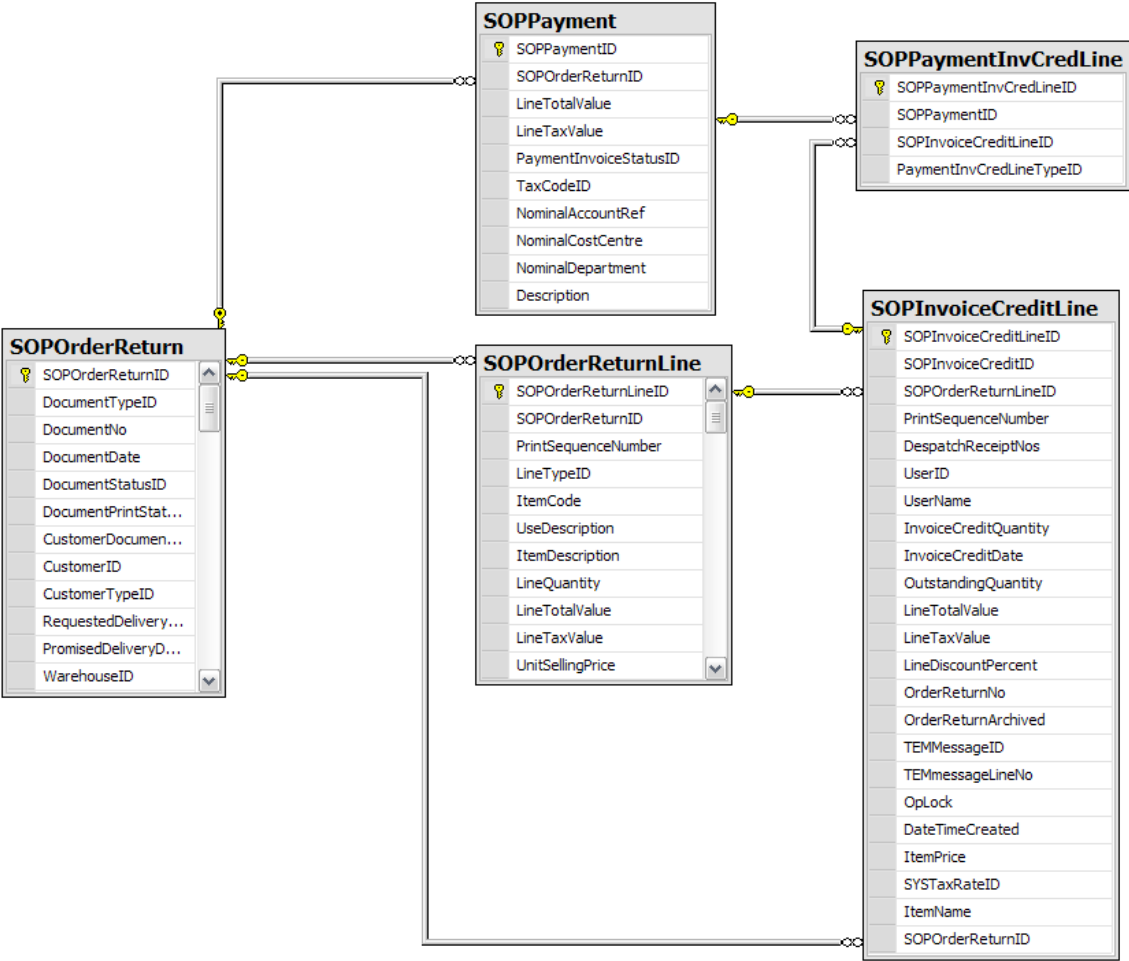 SOPPayment
SOPPaymentID
SOPOrderReturnID
LineTotalValue
LineTaxValue
PaymentInvoiceStatusID
TaxCodeID
NominalAccountRef
NominalCostCentre
NominalDepartment
Description
SOPPaymentInvCredLine
SOPPaymentInvCredLineID
SOPPaymentID
SOPInvoiceCreditLineID
PaymentInvCredLineTypeID
SOPOrderReturn
SOPOrderReturnID
DocumentTypeID
DocumentNo
DocumentDate
DocumentStatusID
DocumentPrintStat...
CustomerDocumen...
CustomerID
CustomerTypeID
RequestedDelivery...
PromisedDeliveryD...
WarehouseID
SOPOrderReturnLine
SOPOrderReturnLineID
SOPOrderReturnID
PrintSequenceNumber
LineTypeID
ItemCode
UseDescription
ItemDescription
LineQuantity
LineTotalValue
LineTaxValue
UnitSellingPrice
SOPInvoiceCreditLine
SOPInvoiceCreditLineID
SOPInvoiceCreditID
SOPOrderReturnLineID
PrintSequenceNumber
DespatchReceiptNos
UserID
UserName
InvoiceCreditQuantity
InvoiceCreditDate
OutstandingQuantity
LineTotalValue
LineTaxValue
LineDiscountPercent
OrderReturnNo
OrderReturnArchived
TEMMessageID
TEMmessageLineNo
OpLock
DateTimeCreated
ItemPrice
SYSTaxRateID
ItemName
SOPOrderReturnID